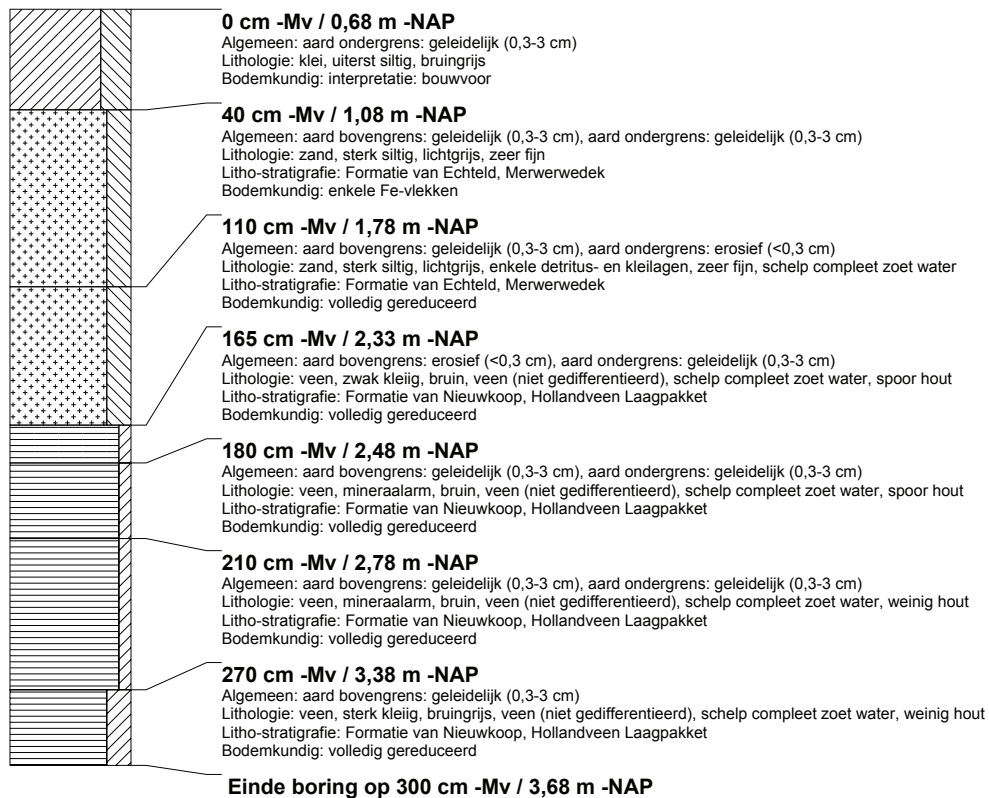 0 cm -Mv / 0,68 m -NAP
Algemeen: aard ondergrens: geleidelijk (0,3-3 cm)
Lithologie: klei, uiterst siltig, bruingrijs
Bodemkundig: interpretatie: bouwvoor
40 cm -Mv / 1,08 m -NAP
Algemeen: aard bovengrens: geleidelijk (0,3-3 cm), aard ondergrens: geleidelijk (0,3-3 cm)
Lithologie: zand, sterk siltig, lichtgrijs, zeer fijn
Litho-stratigrafie: Formatie van Echteld, Merwerwedek
Bodemkundig: enkele Fe-vlekken
110 cm -Mv / 1,78 m -NAP
Algemeen: aard bovengrens: geleidelijk (0,3-3 cm), aard ondergrens: erosief (<0,3 cm)
Lithologie: zand, sterk siltig, lichtgrijs, enkele detritus- en kleilagen, zeer fijn, schelp compleet zoet water
Litho-stratigrafie: Formatie van Echteld, Merwerwedek
Bodemkundig: volledig gereduceerd
165 cm -Mv / 2,33 m -NAP
Algemeen: aard bovengrens: erosief (<0,3 cm), aard ondergrens: geleidelijk (0,3-3 cm)
Lithologie: veen, zwak kleiig, bruin, veen (niet gedifferentieerd), schelp compleet zoet water, spoor hout
Litho-stratigrafie: Formatie van Nieuwkoop, Hollandveen Laagpakket
Bodemkundig: volledig gereduceerd
180 cm -Mv / 2,48 m -NAP
Algemeen: aard bovengrens: geleidelijk (0,3-3 cm), aard ondergrens: geleidelijk (0,3-3 cm)
Lithologie: veen, mineraalarm, bruin, veen (niet gedifferentieerd), schelp compleet zoet water, spoor hout
Litho-stratigrafie: Formatie van Nieuwkoop, Hollandveen Laagpakket
Bodemkundig: volledig gereduceerd
210 cm -Mv / 2,78 m -NAP
Algemeen: aard bovengrens: geleidelijk (0,3-3 cm), aard ondergrens: geleidelijk (0,3-3 cm)
Lithologie: veen, mineraalarm, bruin, veen (niet gedifferentieerd), schelp compleet zoet water, weinig hout
Litho-stratigrafie: Formatie van Nieuwkoop, Hollandveen Laagpakket
Bodemkundig: volledig gereduceerd
270 cm -Mv / 3,38 m -NAP
Algemeen: aard bovengrens: geleidelijk (0,3-3 cm)
Lithologie: veen, sterk kleiig, bruingrijs, veen (niet gedifferentieerd), schelp compleet zoet water, weinig hout
Litho-stratigrafie: Formatie van Nieuwkoop, Hollandveen Laagpakket
Bodemkundig: volledig gereduceerd
Einde boring op 300 cm -Mv / 3,68 m -NAP